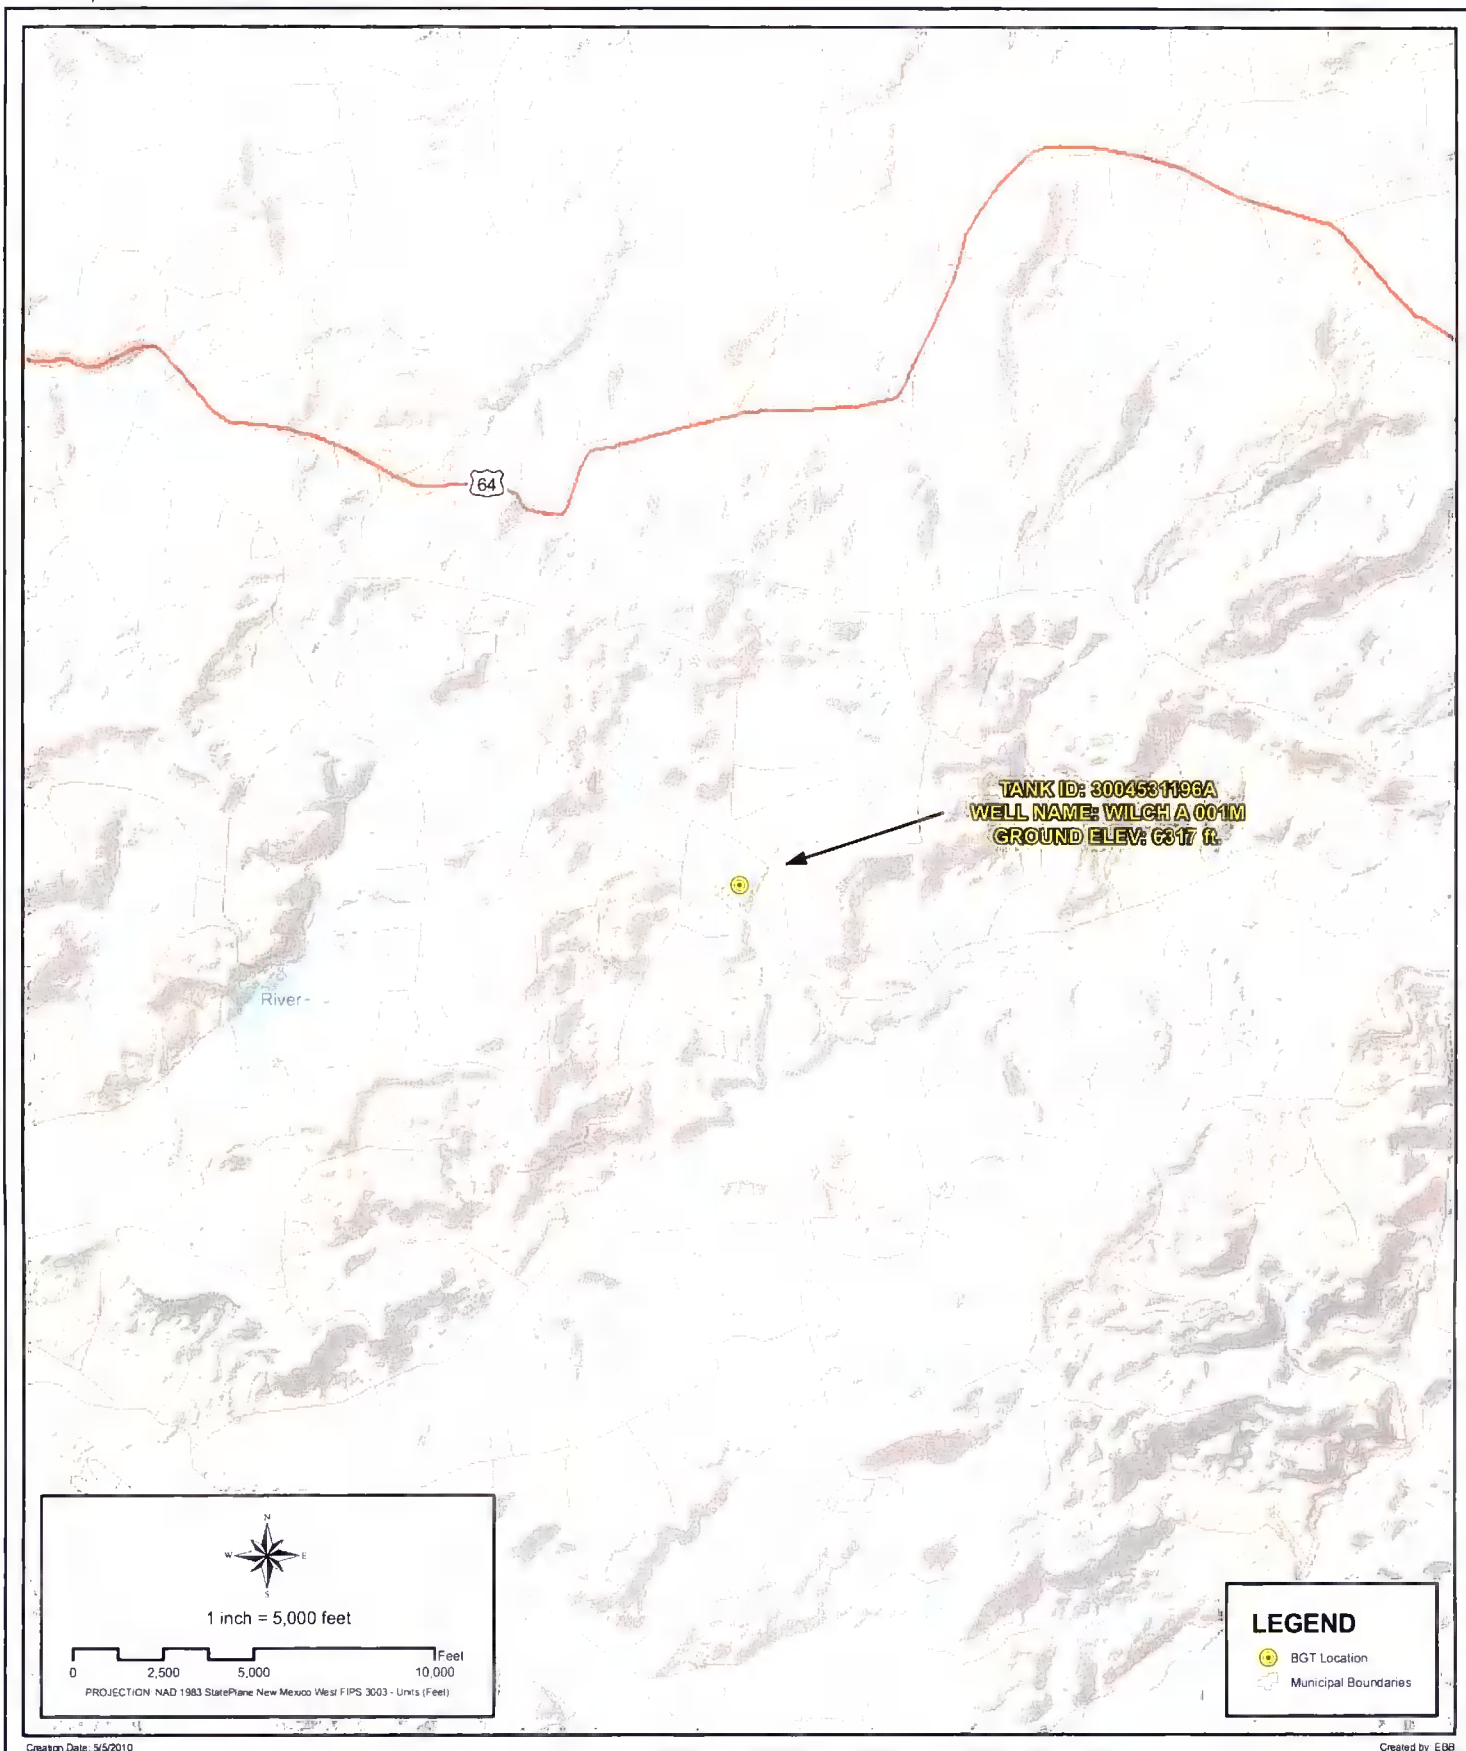 64
TANK ID: 3004531196A
WELL NAME: WILCH A 001M
GROUND ELEV: 6317 ft.
River
N
W E
S
1 inch = 5,000 feet
Feet
0 2,500 5,000 10,000
PROJECTION NAD 1983 StatePlane New Mexico West FIPS 3003 - Units (Feet)
LEGEND
BGT Location
Municipal Boundaries
Creation Date: 5/5/2010
Created by EBB